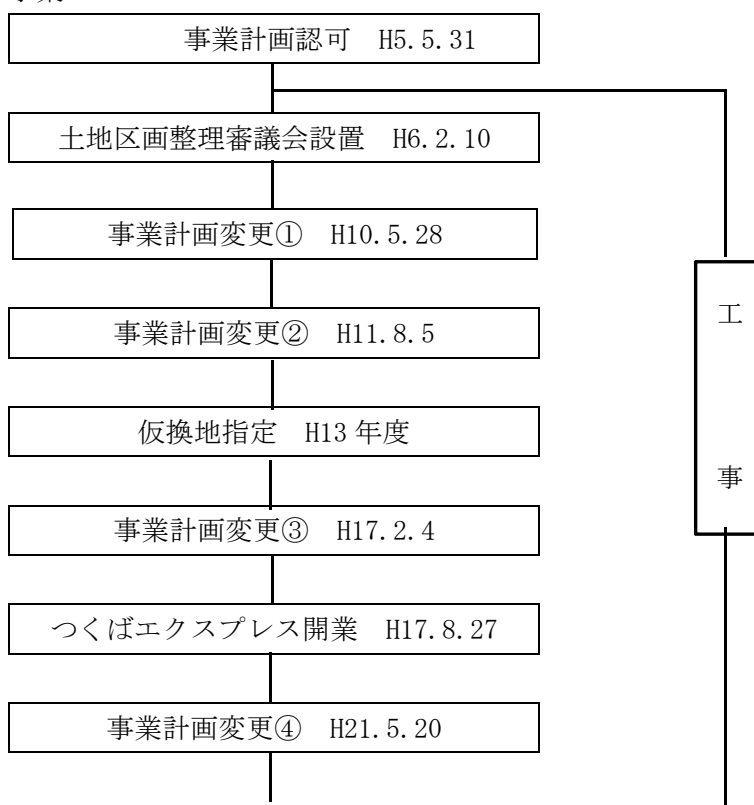 事業計画認可 H5.5.31
土地区画整理審議会設置 H6.2.10
事業計画変更① H10.5.28
事業計画変更② H11.8.5
仮換地指定 H13年度
事業計画変更③ H17.2.4
つくばエクスプレス開業 H17.8.27
事業計画変更④ H21.5.20
工
事